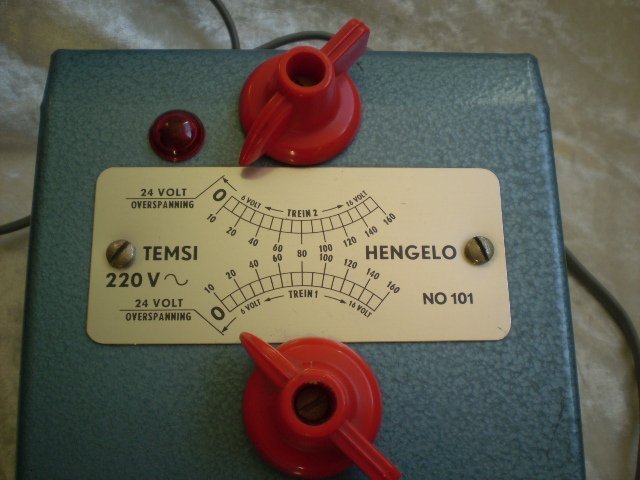 24 VOLT
OVERSPANNING
0
6 VOLT TREIN 2 16 VOLT
10 20 40 60 80 100 120 140 160
TEMSI HENGELO
220 V ~
10 20 40 60 100 120 140 160
24 VOLT
OVERSPANNING
0
6 VOLT TREIN 1 16 VOLT
NO 101